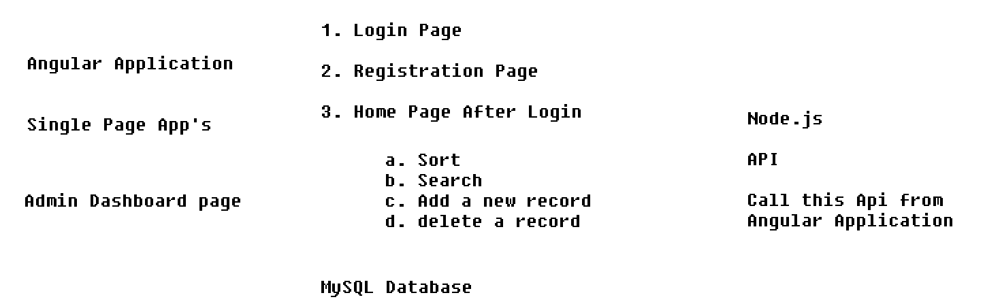 Angular Application
Single Page App's
Admin Dashboard page
1. Login Page
2. Registration Page
3. Home Page After Login
a. Sort
b. Search
c. Add a new record
d. delete a record
MySQL Database
Node.js
API
Call this Api from
Angular Application